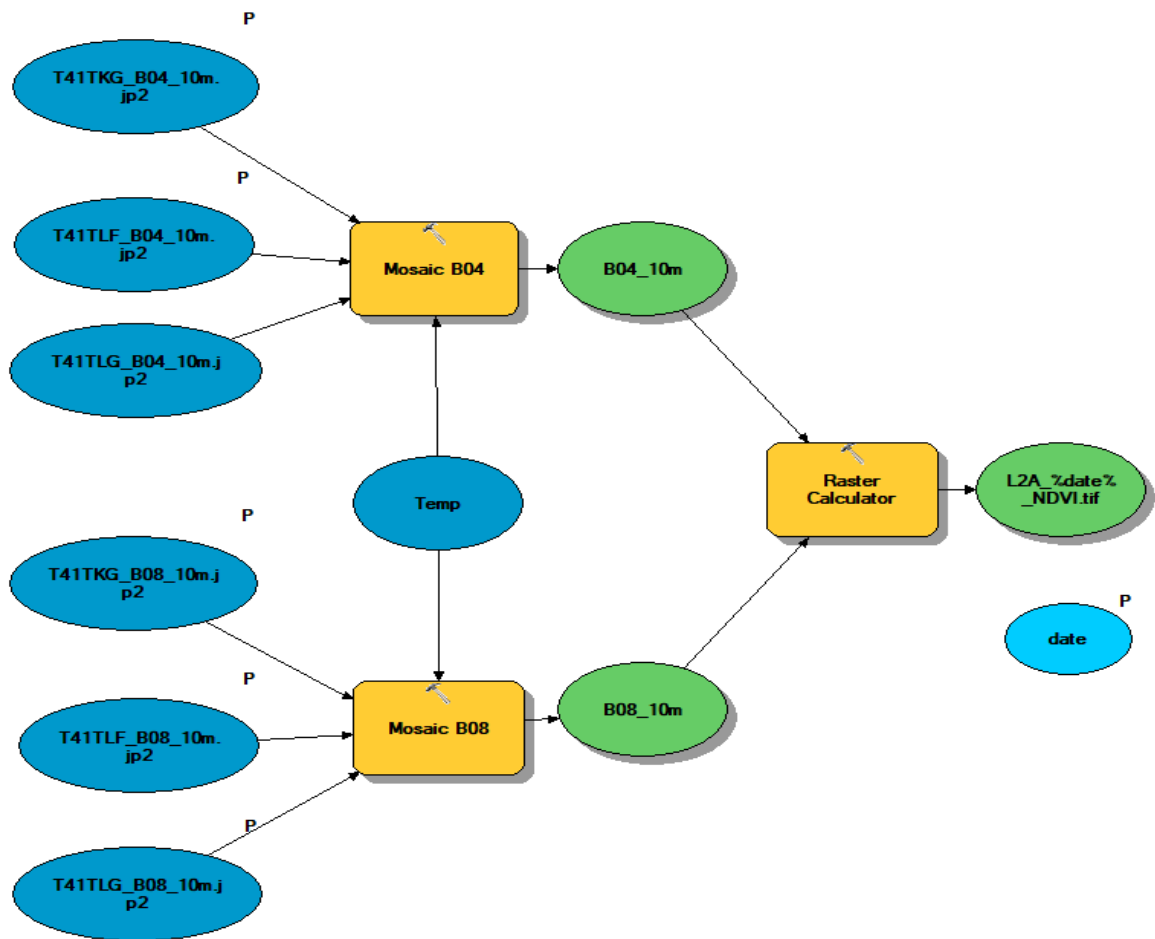 P
T41TKG_B04_10m.
jp2
P
T41TLF_B04_10m.
jp2
Mosaic B04
B04_10m
T41TLG_B04_10m.j
p2
Temp
Raster
Calculator
L2A_%date%
_NDVI.tif
P
T41TKG_B08_10m.j
p2
P
date
P
T41TLF_B08_10m.
jp2
Mosaic B08
B08_10m
P
T41TLG_B08_10m.j
p2